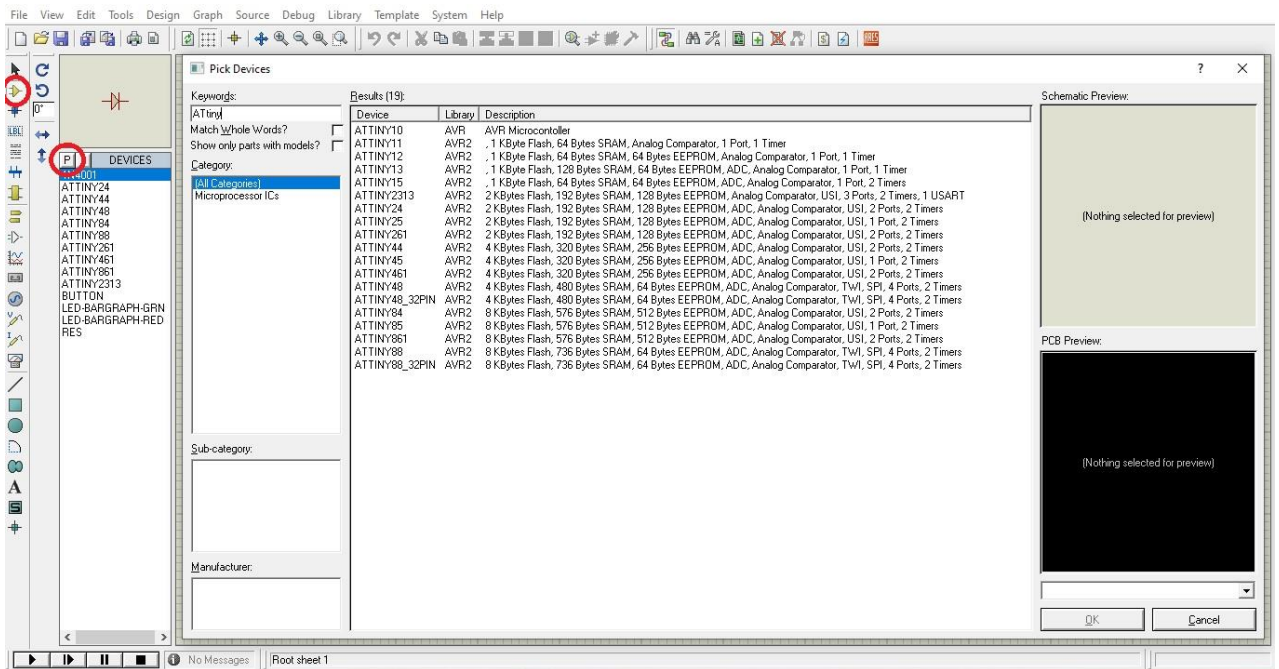 File View Edit Tools Design Graph Source Debug Library Template System Help
ARES
Pick Devices ? X
0°
LBL
P DEVICES
1N4001
ATTINY24
ATTINY44
ATTINY48
ATTINY84
ATTINY88
ATTINY261
ATTINY461
ATTINY861
ATTINY2313
BUTTON
LED-BARGRAPH-GRN
LED-BARGRAPH-RED
RES
A
S
Keywords:
ATtiny
Match Whole Words?
Show only parts with models?
Category:
(All Categories)
Microprocessor ICs
Sub-category:
Manufacturer:
Results (19):
Device Library Description
ATTINY10 AVR AVR Microcontoller
ATTINY11 AVR2 , 1 KByte Flash, 64 Bytes SRAM, Analog Comparator, 1 Port, 1 Timer
ATTINY12 AVR2 , 1 KByte Flash, 64 Bytes SRAM, 64 Bytes EEPROM, Analog Comparator, 1 Port, 1 Timer
ATTINY13 AVR2 , 1 KByte Flash, 128 Bytes SRAM, 64 Bytes EEPROM, ADC, Analog Comparator, 1 Port, 1 Timer
ATTINY15 AVR2 , 1 KByte Flash, 64 Bytes SRAM, 64 Bytes EEPROM, ADC, Analog Comparator, 1 Port, 2 Timers
ATTINY2313 AVR2 2 KBytes Flash, 192 Bytes SRAM, 128 Bytes EEPROM, Analog Comparator, USI, 3 Ports, 2 Timers, 1 USART
ATTINY24 AVR2 2 KBytes Flash, 192 Bytes SRAM, 128 Bytes EEPROM, ADC, Analog Comparator, USI, 2 Ports, 2 Timers
ATTINY25 AVR2 2 KBytes Flash, 192 Bytes SRAM, 128 Bytes EEPROM, ADC, Analog Comparator, USI, 1 Port, 2 Timers
ATTINY261 AVR2 2 KBytes Flash, 192 Bytes SRAM, 128 Bytes EEPROM, ADC, Analog Comparator, USI, 2 Ports, 2 Timers
ATTINY44 AVR2 4 KBytes Flash, 320 Bytes SRAM, 256 Bytes EEPROM, ADC, Analog Comparator, USI, 2 Ports, 2 Timers
ATTINY45 AVR2 4 KBytes Flash, 320 Bytes SRAM, 256 Bytes EEPROM, ADC, Analog Comparator, USI, 1 Port, 2 Timers
ATTINY461 AVR2 4 KBytes Flash, 320 Bytes SRAM, 256 Bytes EEPROM, ADC, Analog Comparator, USI, 2 Ports, 2 Timers
ATTINY48 AVR2 4 KBytes Flash, 480 Bytes SRAM, 64 Bytes EEPROM, ADC, Analog Comparator, TWI, SPI, 4 Ports, 2 Timers
ATTINY48_32PIN AVR2 4 KBytes Flash, 480 Bytes SRAM, 64 Bytes EEPROM, ADC, Analog Comparator, TWI, SPI, 4 Ports, 2 Timers
ATTINY84 AVR2 8 KBytes Flash, 576 Bytes SRAM, 512 Bytes EEPROM, ADC, Analog Comparator, USI, 2 Ports, 2 Timers
ATTINY85 AVR2 8 KBytes Flash, 576 Bytes SRAM, 512 Bytes EEPROM, ADC, Analog Comparator, USI, 1 Port, 2 Timers
ATTINY861 AVR2 8 KBytes Flash, 576 Bytes SRAM, 512 Bytes EEPROM, ADC, Analog Comparator, USI, 2 Ports, 2 Timers
ATTINY88 AVR2 8 KBytes Flash, 736 Bytes SRAM, 64 Bytes EEPROM, ADC, Analog Comparator, TWI, SPI, 4 Ports, 2 Timers
ATTINY88_32PIN AVR2 8 KBytes Flash, 736 Bytes SRAM, 64 Bytes EEPROM, ADC, Analog Comparator, TWI, SPI, 4 Ports, 2 Timers
Schematic Preview:
(Nothing selected for preview)
PCB Preview:
(Nothing selected for preview)
OK Cancel
No Messages Root sheet 1